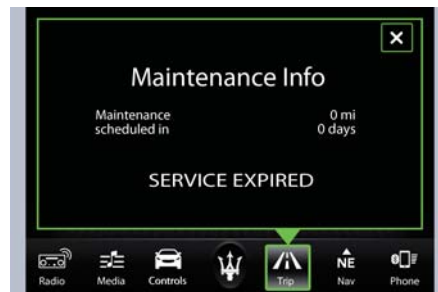 Maintenance Info
Maintenance 0 mi
scheduled in 0 days
SERVICE EXPIRED
Radio Media Controls Trip NE Nav Phone